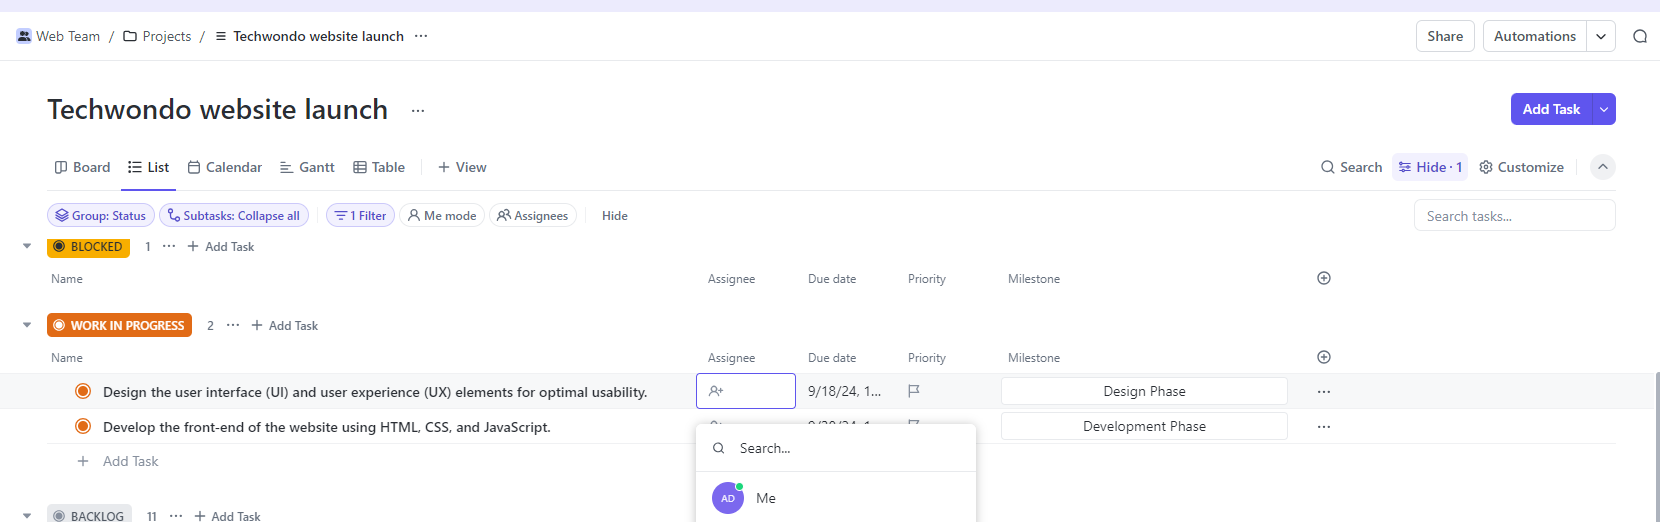 Web Team / Projects / Techwondo website launch ...
Share Automations
Techwondo website launch ...
Add Task
Board List Calendar Gantt Table + View
Search Hide · 1 Customize
Group: Status Subtasks: Collapse all 1 Filter Me mode Assignees Hide
Search tasks...
BLOCKED 1 ... + Add Task
Name Assignee Due date Priority Milestone
WORK IN PROGRESS 2 ... + Add Task
Name Assignee Due date Priority Milestone
Design the user interface (UI) and user experience (UX) elements for optimal usability. 9/18/24, 1... Design Phase ...
Develop the front-end of the website using HTML, CSS, and JavaScript. Development Phase ...
Search...
+ Add Task
AD Me
BACKLOG 11 ... + Add Task